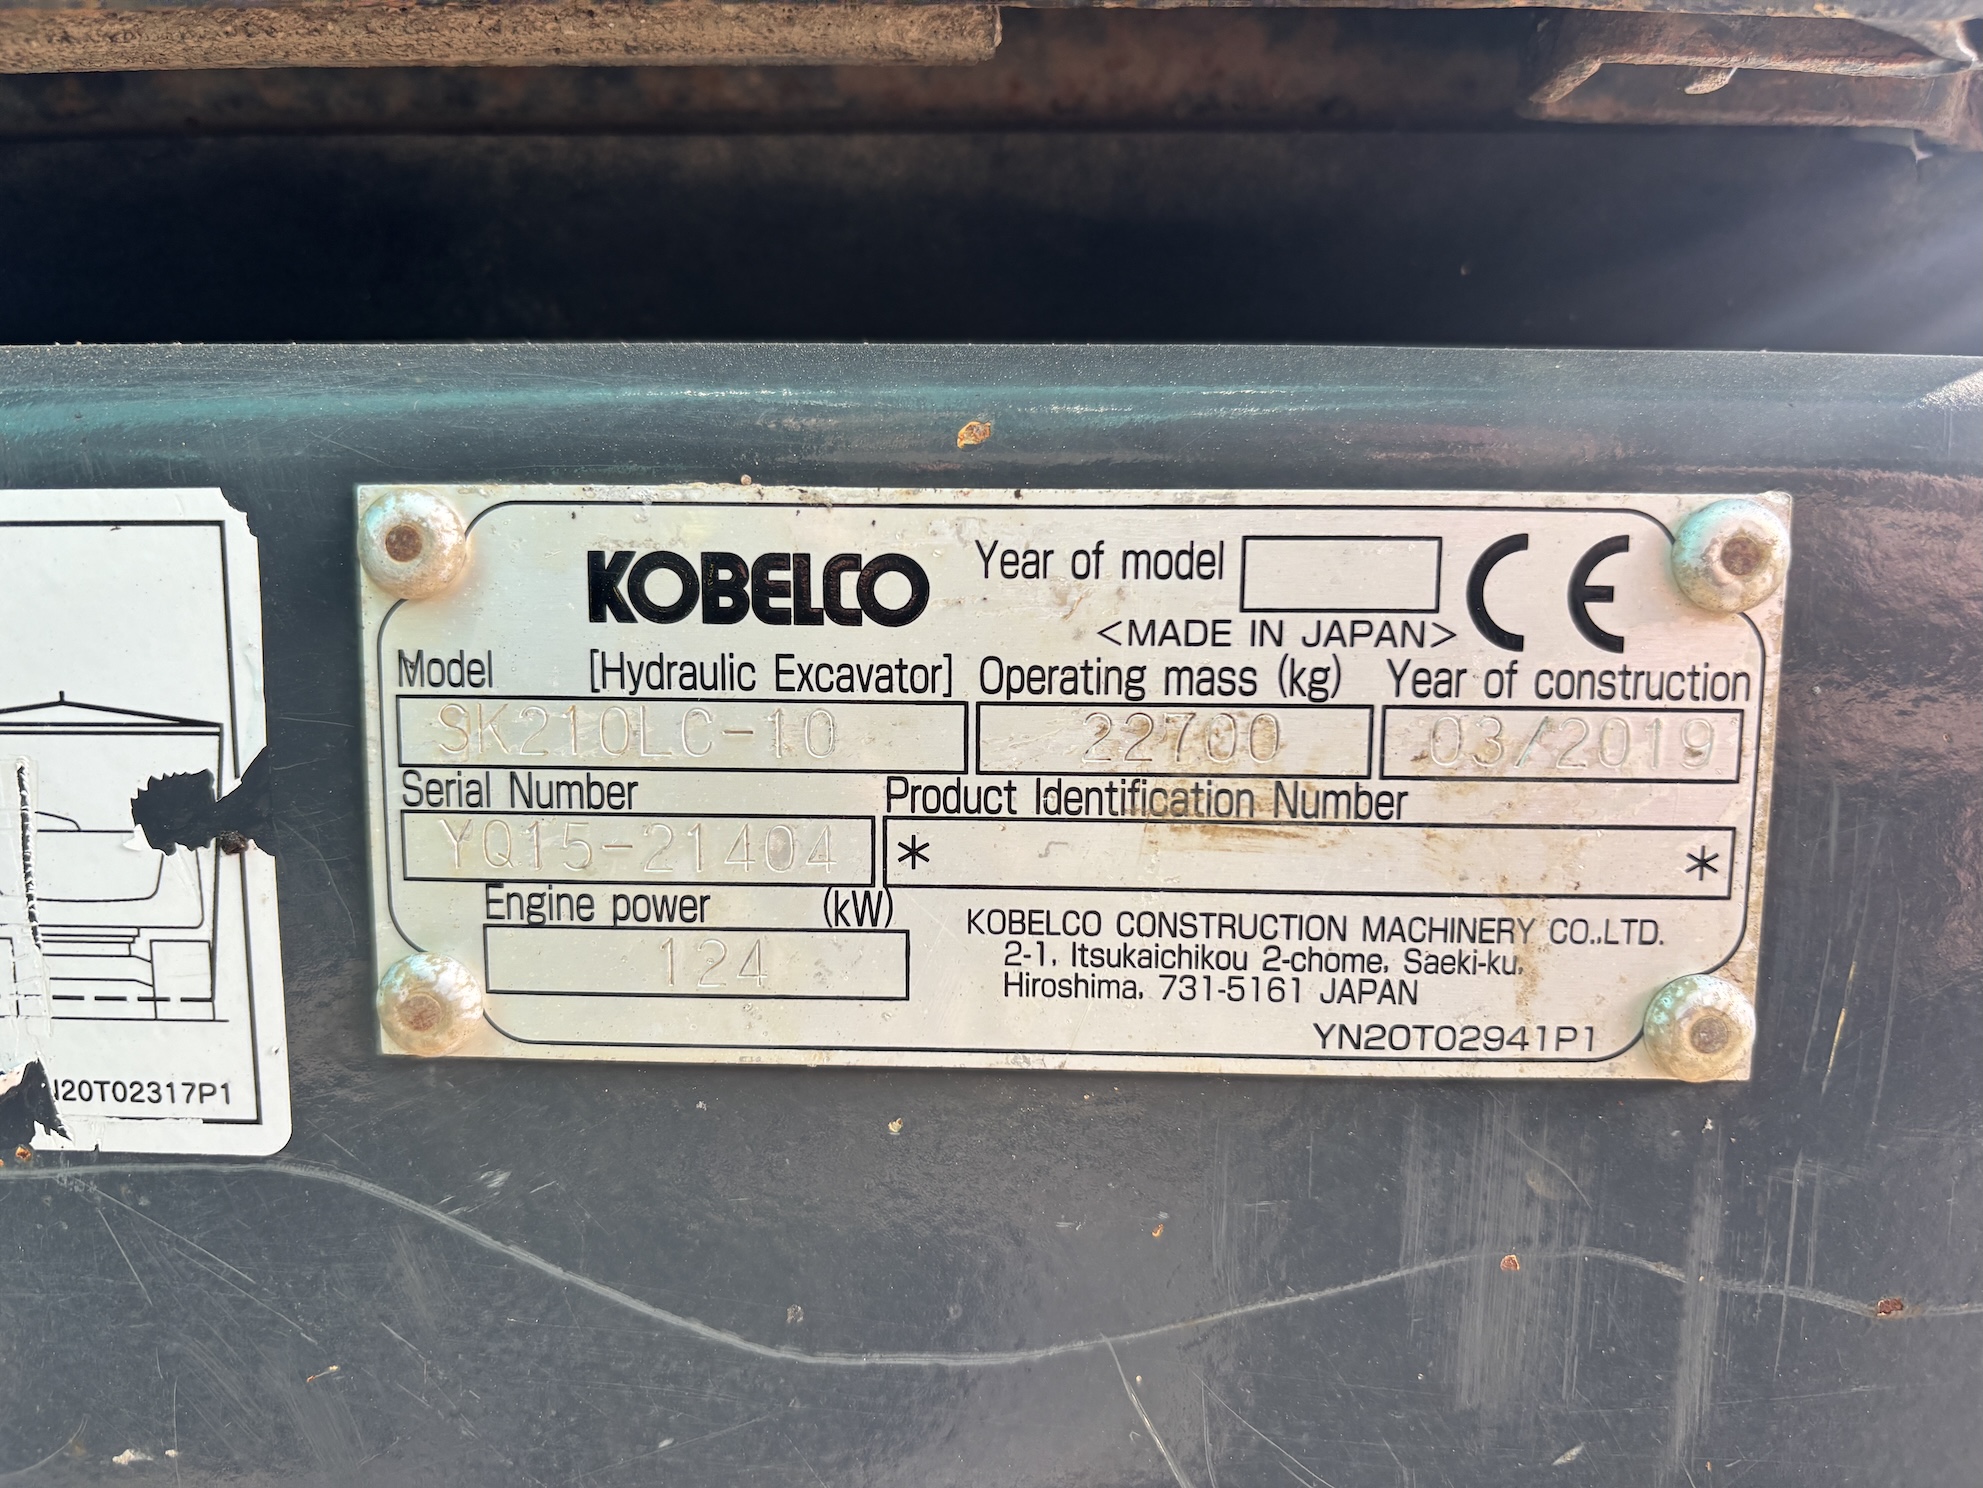 KOBELCO
Year of model
CE
<MADE IN JAPAN>
Model [Hydraulic Excavator] Operating mass (kg) Year of construction
SK210LC-10 22700 03/2019
Serial Number Product Identification Number
YQ15-21404 * *
Engine power (kW)
124
KOBELCO CONSTRUCTION MACHINERY CO.,LTD.
2-1, Itsukaichikou 2-chome, Saeki-ku,
Hiroshima, 731-5161 JAPAN
YN20T02941P1
N20T02317P1